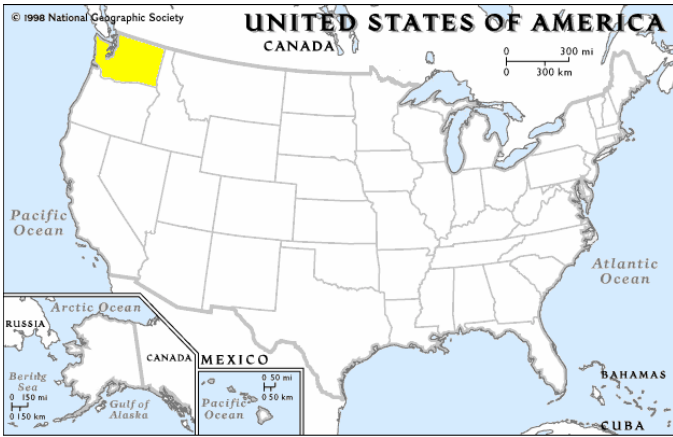 © 1998 National Geographic Society
UNITED STATES OF AMERICA
CANADA
0 300 mi
0 300 km
Pacific
Ocean
Atlantic
Ocean
Arctic Ocean
RUSSIA
CANADA
MEXICO
Bering
Sea
0 150 mi
0 150 km
Gulf of
Alaska
0 50 mi
0 50 km
Pacific
Ocean
BAHAMAS
CUBA